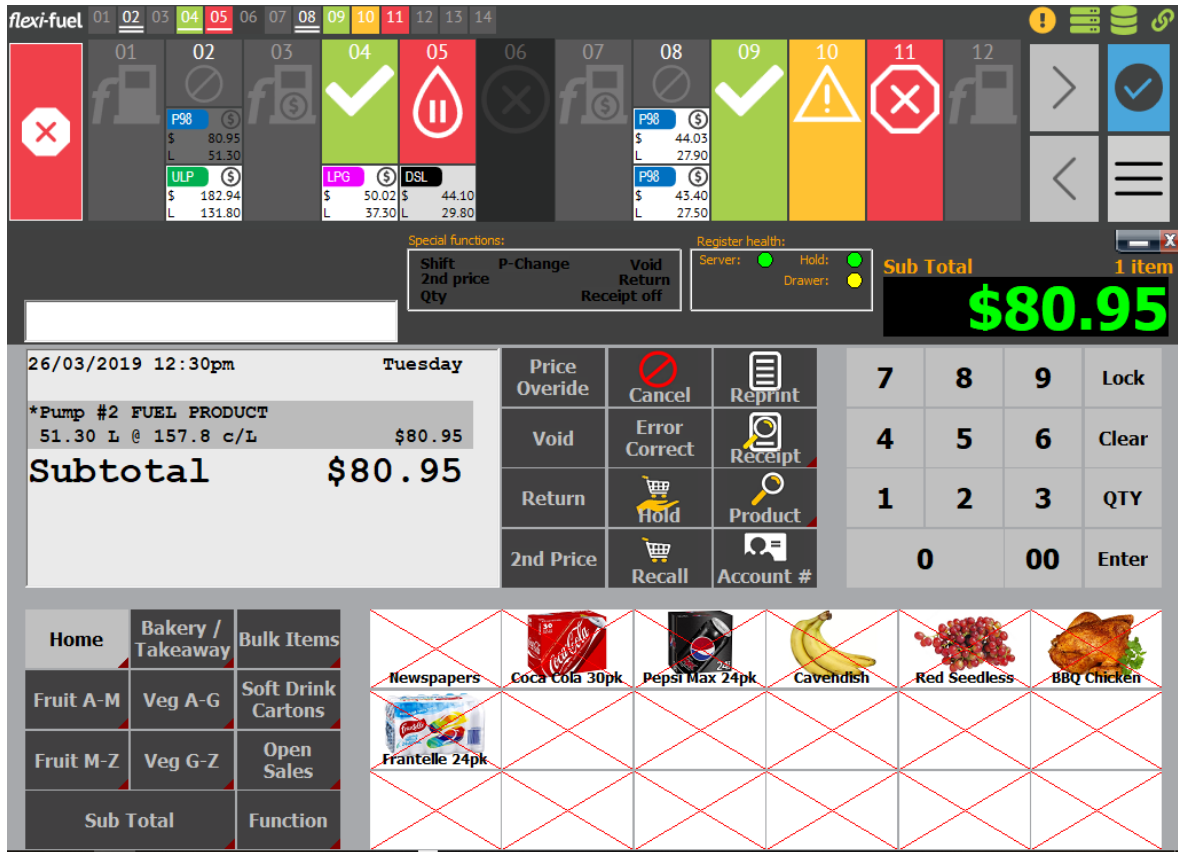 flexi-fuel 01 02 03 04 05 06 07 08 09 10 11 12 13 14
01 02 03 04 05 06 07 08 09 10 11 12
P98 $
$ 80.95
L 51.30
ULP $
$ 182.94
L 131.80
LPG $
$ 50.02
L 37.30
DSL
$ 44.10
L 29.80
P98 $
$ 44.03
L 27.90
P98 $
$ 43.40
L 27.50
Special functions:
Shift P-Change Void
2nd price Return
Qty Receipt off
Register health:
Server: Hold:
Drawer:
X
Sub Total 1 item
$80.95
26/03/2019 12:30pm Tuesday
*Pump #2 FUEL PRODUCT
51.30 L @ 157.8 c/L $80.95
Subtotal $80.95
Price Overide
Cancel
Reprint
Void
Error Correct
Receipt
Return
Hold
Product
2nd Price
Recall
Account #
7 8 9 Lock
4 5 6 Clear
1 2 3 QTY
0 00 Enter
Home
Bakery / Takeaway
Bulk Items
Fruit A-M
Veg A-G
Soft Drink Cartons
Fruit M-Z
Veg G-Z
Open Sales
Sub Total
Function
Newspapers
Coca Cola 30pk
Pepsi Max 24pk
Cavendish
Red Seedless
BBQ Chicken
Frantelle 24pk